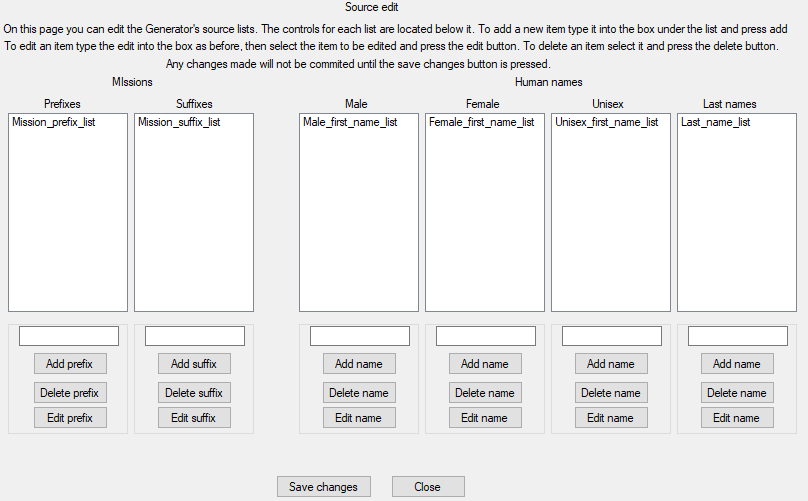 Source edit
On this page you can edit the Generator's source lists. The controls for each list are located below it. To add a new item type it into the box under the list and press add
To edit an item type the edit into the box as before, then select the item to be edited and press the edit button. To delete an item select it and press the delete button.
Any changes made will not be commited until the save changes button is pressed.
MIssions Human names
Prefixes Suffixes Male Female Unisex Last names
Mission_prefix_list Mission_suffix_list Male_first_name_list Female_first_name_list Unisex_first_name_list Last_name_list
Add prefix Add suffix Add name Add name Add name Add name
Delete prefix Delete suffix Delete name Delete name Delete name Delete name
Edit prefix Edit suffix Edit name Edit name Edit name Edit name
Save changes Close